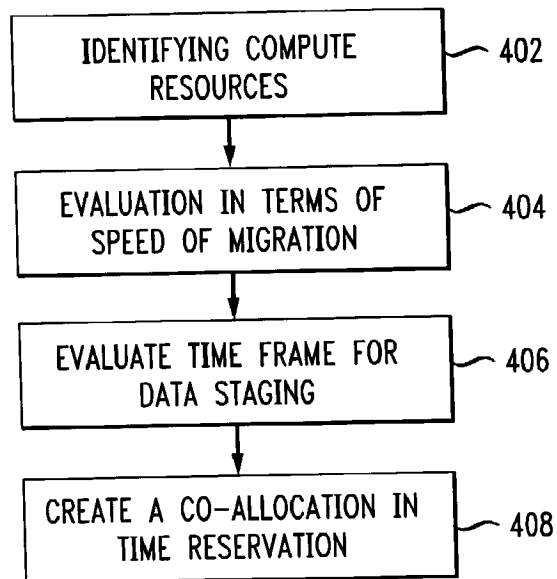 IDENTIFYING COMPUTE
RESOURCES
402
EVALUATION IN TERMS OF
SPEED OF MIGRATION
404
EVALUATE TIME FRAME FOR
DATA STAGING
406
CREATE A CO-ALLOCATION IN
TIME RESERVATION
408